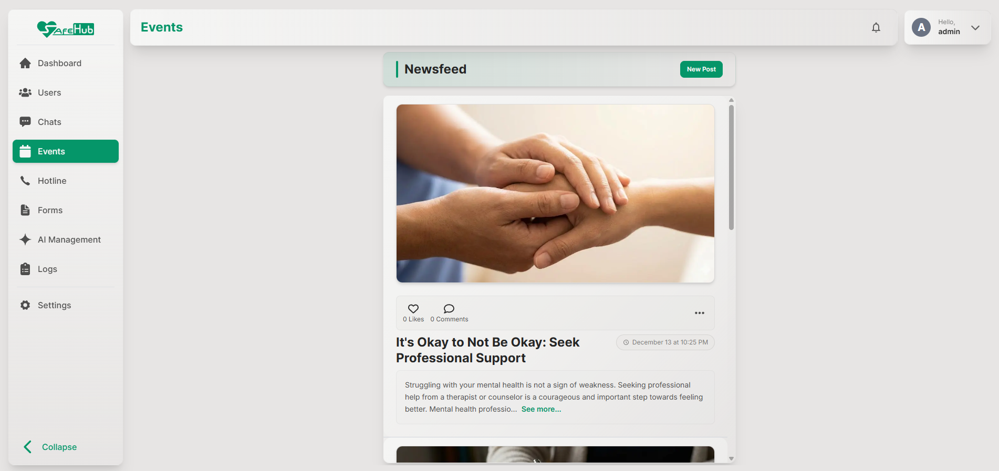 SAFEHub
Dashboard
Users
Chats
Events
Hotline
Forms
AI Management
Logs
Settings
Collapse
Events
A
Hello,
admin
Newsfeed
New Post
0 Likes
0 Comments
It's Okay to Not Be Okay: Seek
Professional Support
December 13 at 10:25 PM
Struggling with your mental health is not a sign of weakness. Seeking professional
help from a therapist or counselor is a courageous and important step towards feeling
better. Mental health professio... See more...